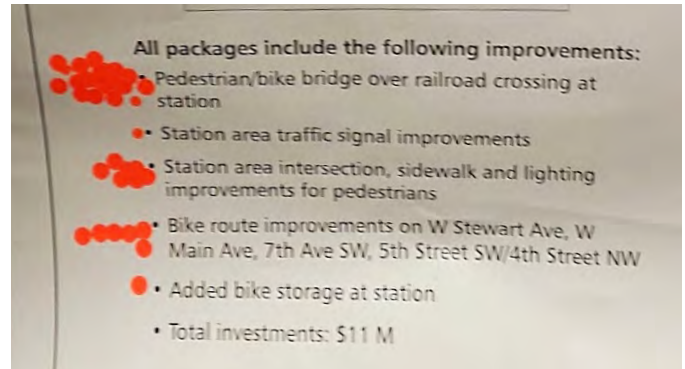 All packages include the following improvements:
• Pedestrian/bike bridge over railroad crossing at
station
• Station area traffic signal improvements
• Station area intersection, sidewalk and lighting
improvements for pedestrians
• Bike route improvements on W Stewart Ave, W
Main Ave, 7th Ave SW, 5th Street SW/4th Street NW
• Added bike storage at station
• Total investments: $11 M